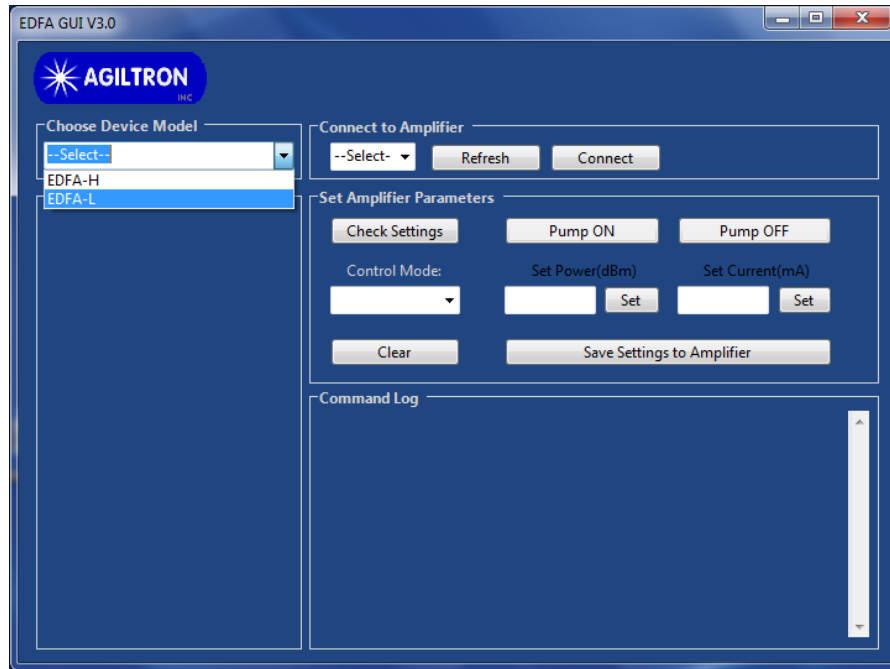 EDFA GUI V3.0
AGILTRON
INC
Choose Device Model
--Select--
EDFA-H
EDFA-L
Connect to Amplifier
--Select-
Refresh
Connect
Set Amplifier Parameters
Check Settings
Pump ON
Pump OFF
Control Mode:
Set Power(dBm)
Set Current(mA)
Set
Set
Clear
Save Settings to Amplifier
Command Log